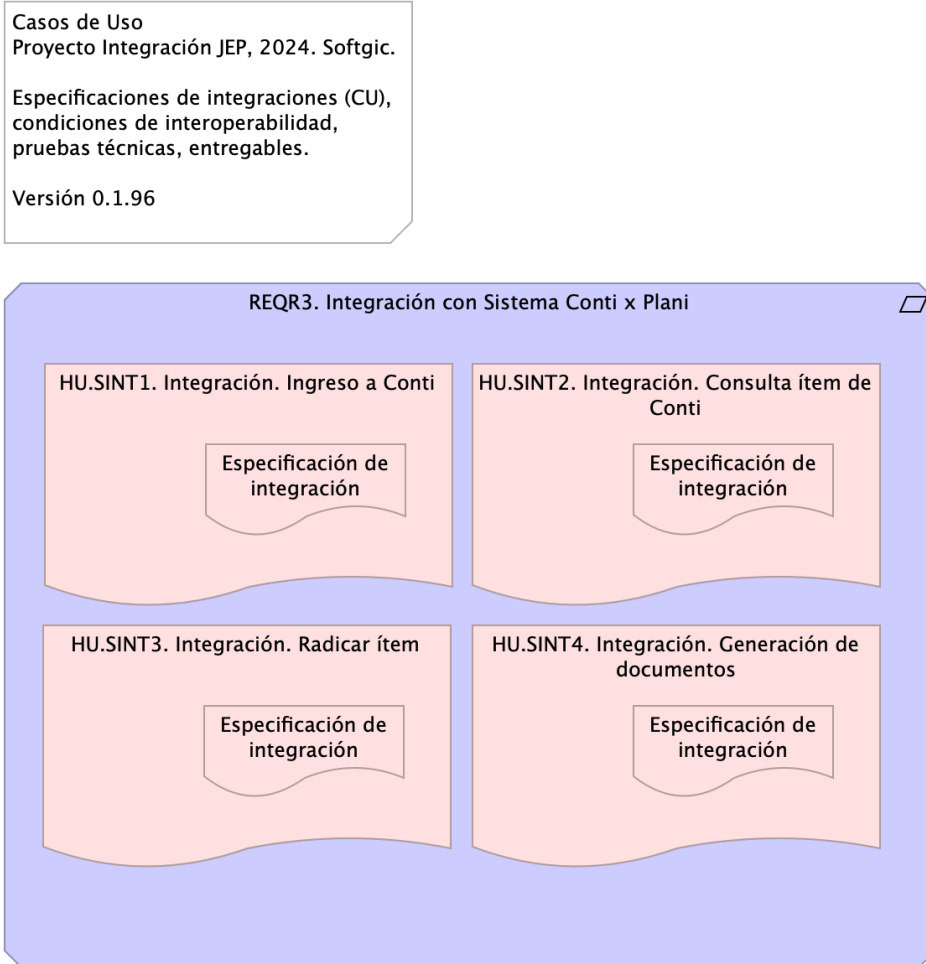 Casos de Uso
Proyecto Integración JEP, 2024. Softgic.
Especificaciones de integraciones (CU),
condiciones de interoperabilidad,
pruebas técnicas, entregables.
Versión 0.1.96
REQR3. Integración con Sistema Conti x Plani
HU.SINT1. Integración. Ingreso a Conti
Especificación de
integración
HU.SINT2. Integración. Consulta ítem de
Conti
Especificación de
integración
HU.SINT3. Integración. Radicar ítem
Especificación de
integración
HU.SINT4. Integración. Generación de
documentos
Especificación de
integración